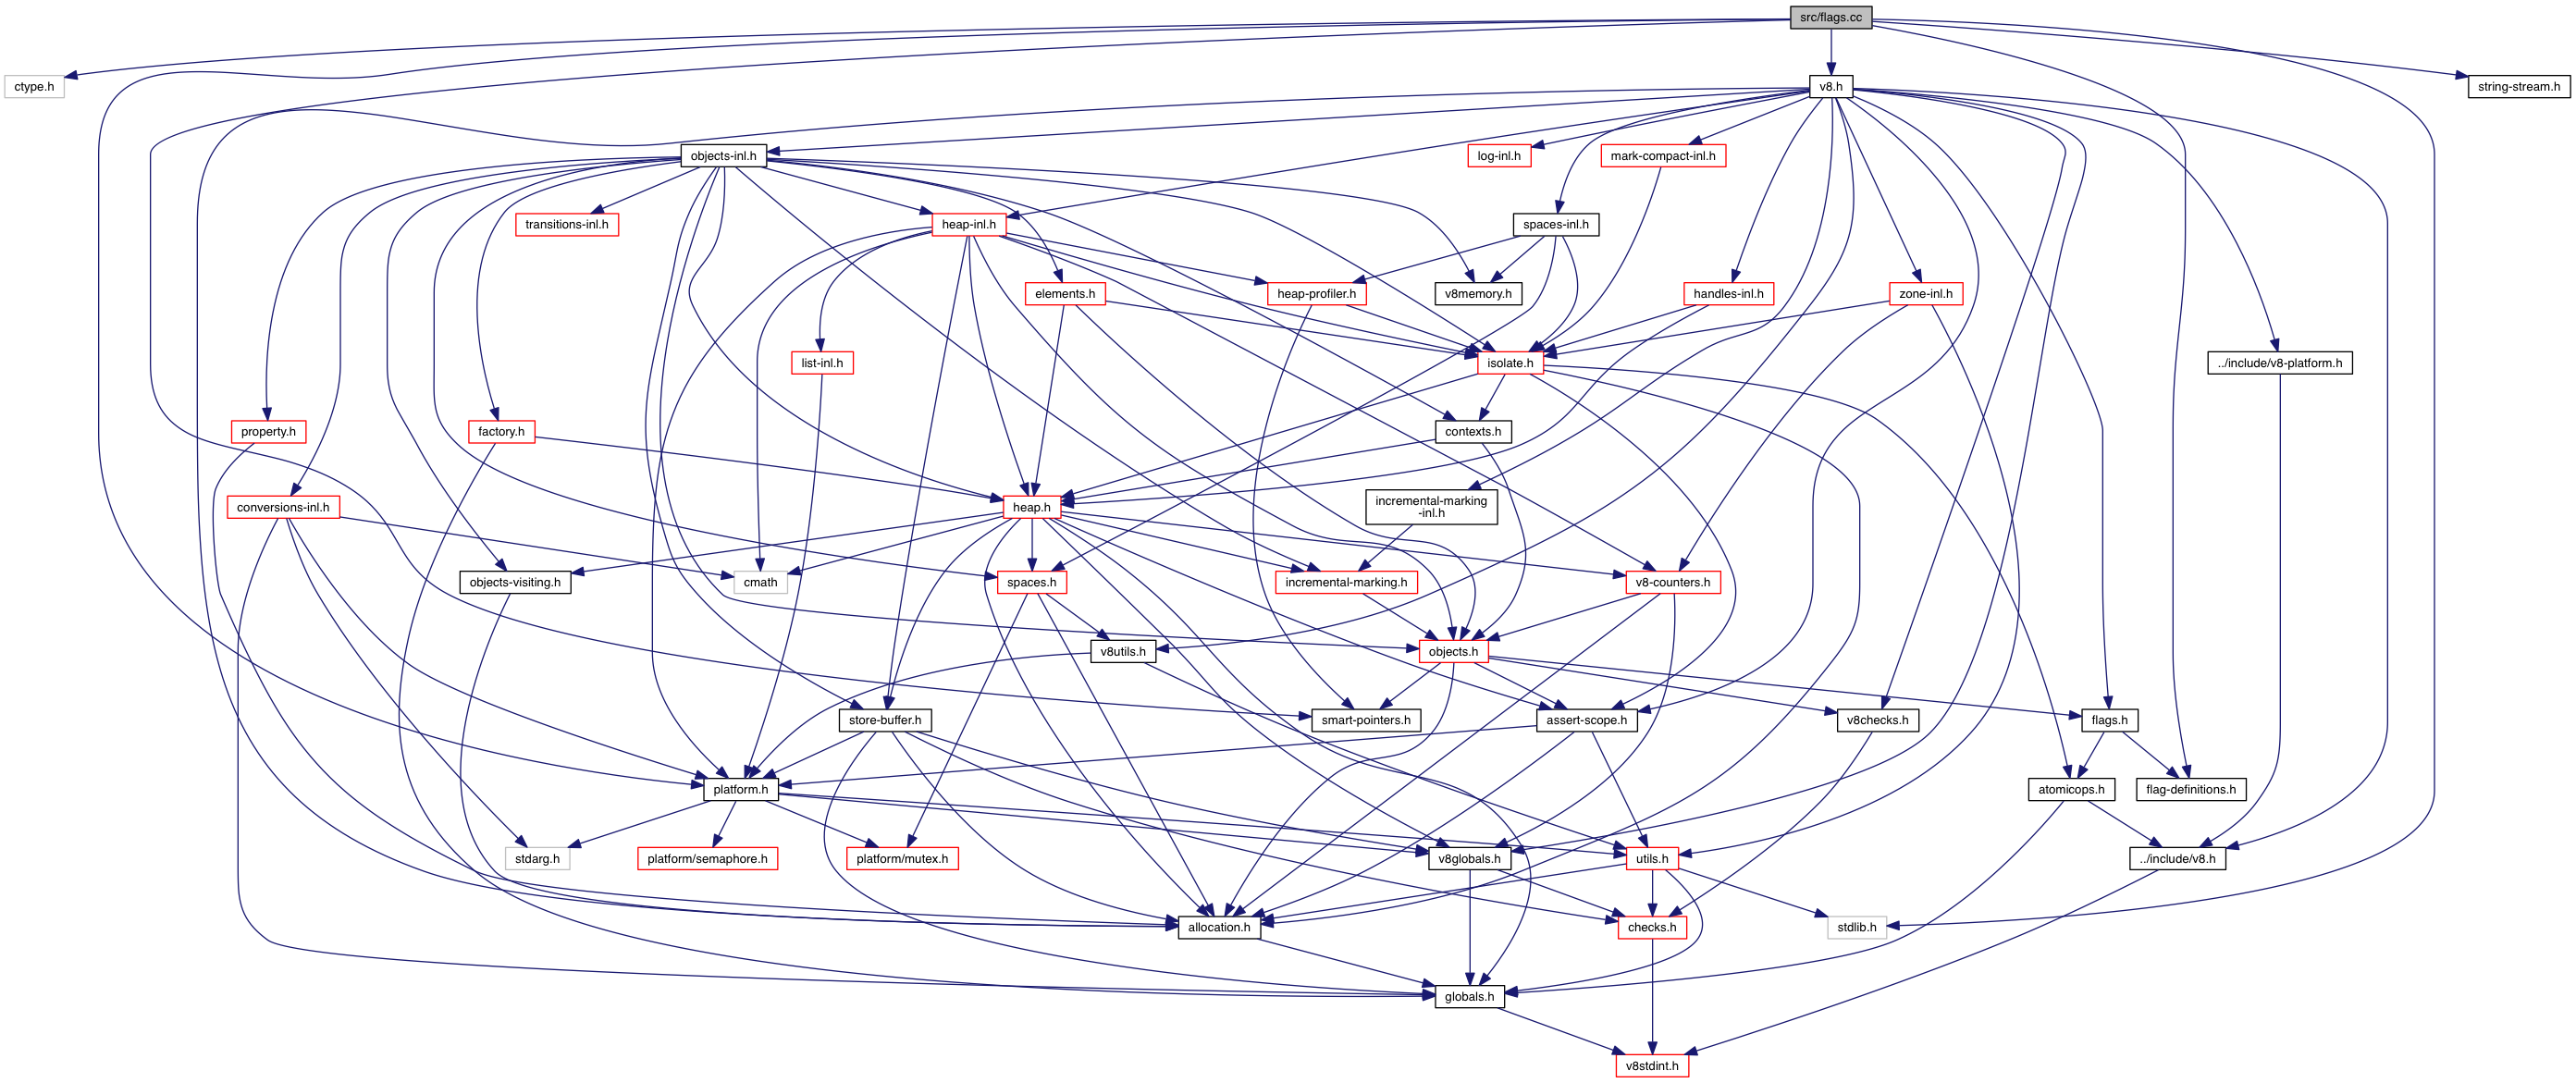 src/flags.cc
ctype.h
v8.h
string-stream.h
objects-inl.h
log-inl.h
mark-compact-inl.h
transitions-inl.h
heap-inl.h
spaces-inl.h
elements.h
heap-profiler.h
v8memory.h
handles-inl.h
zone-inl.h
list-inl.h
isolate.h
../include/v8-platform.h
property.h
factory.h
contexts.h
conversions-inl.h
heap.h
incremental-marking
-inl.h
objects-visiting.h
cmath
spaces.h
incremental-marking.h
v8-counters.h
v8utils.h
objects.h
store-buffer.h
smart-pointers.h
assert-scope.h
v8checks.h
flags.h
platform.h
atomicops.h
flag-definitions.h
stdarg.h
platform/semaphore.h
platform/mutex.h
v8globals.h
utils.h
../include/v8.h
allocation.h
checks.h
stdlib.h
globals.h
v8stdint.h